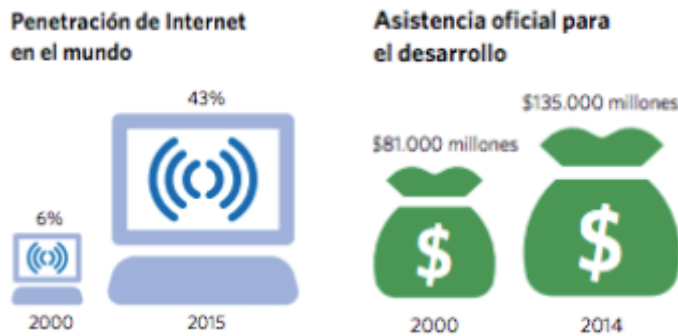 Penetración de Internet
en el mundo
43%
6%
2000
2015
Asistencia oficial para
el desarrollo
$135.000 millones
$81.000 millones
$
$
2000
2014